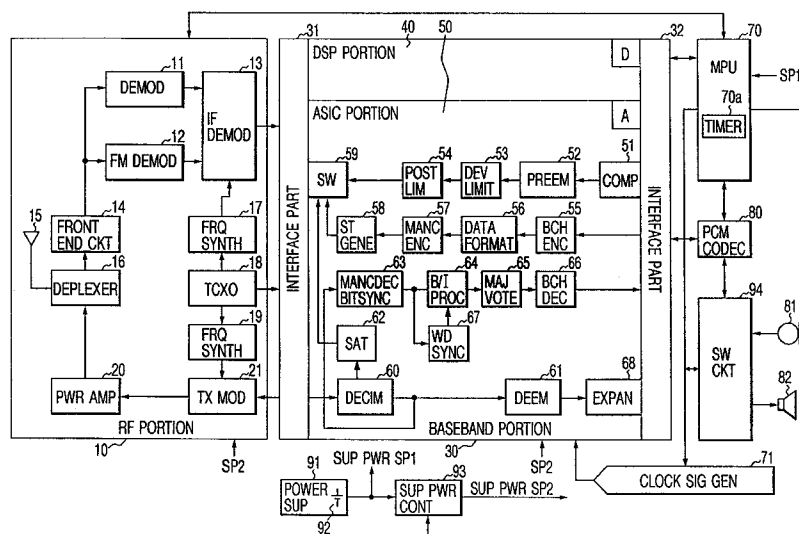 31
40
50
32
70
DSP PORTION
D
MPU
SP1
70a
TIMER
11
DEMOD
13
IF DEMOD
12
FM DEMOD
ASIC PORTION
A
59
SW
54
POST LIM
53
DEV LIMIT
52
PREEM
51
COMP
15
14
FRONT END CKT
17
FRQ SYNTH
58
ST GENE
57
MANC ENC
56
DATA FORMAT
55
BCH ENC
80
PCM CODEC
16
DEPLEXER
18
TCXO
INTERFACE PART
INTERFACE PART
63
MANCDEC BITSYNC
64
B/I PROC
65
MAJ VOTE
66
BCH DEC
94
SW CKT
81
19
FRQ SYNTH
62
SAT
67
WD SYNC
82
20
PWR AMP
21
TX MOD
60
DECIM
61
DEEM
68
EXPAN
RF PORTION
10
SP2
BASEBAND PORTION
30
SP2
71
CLOCK SIG GEN
91
POWER SUP
92
SUP PWR SP1
93
SUP PWR CONT
SUP PWR SP2